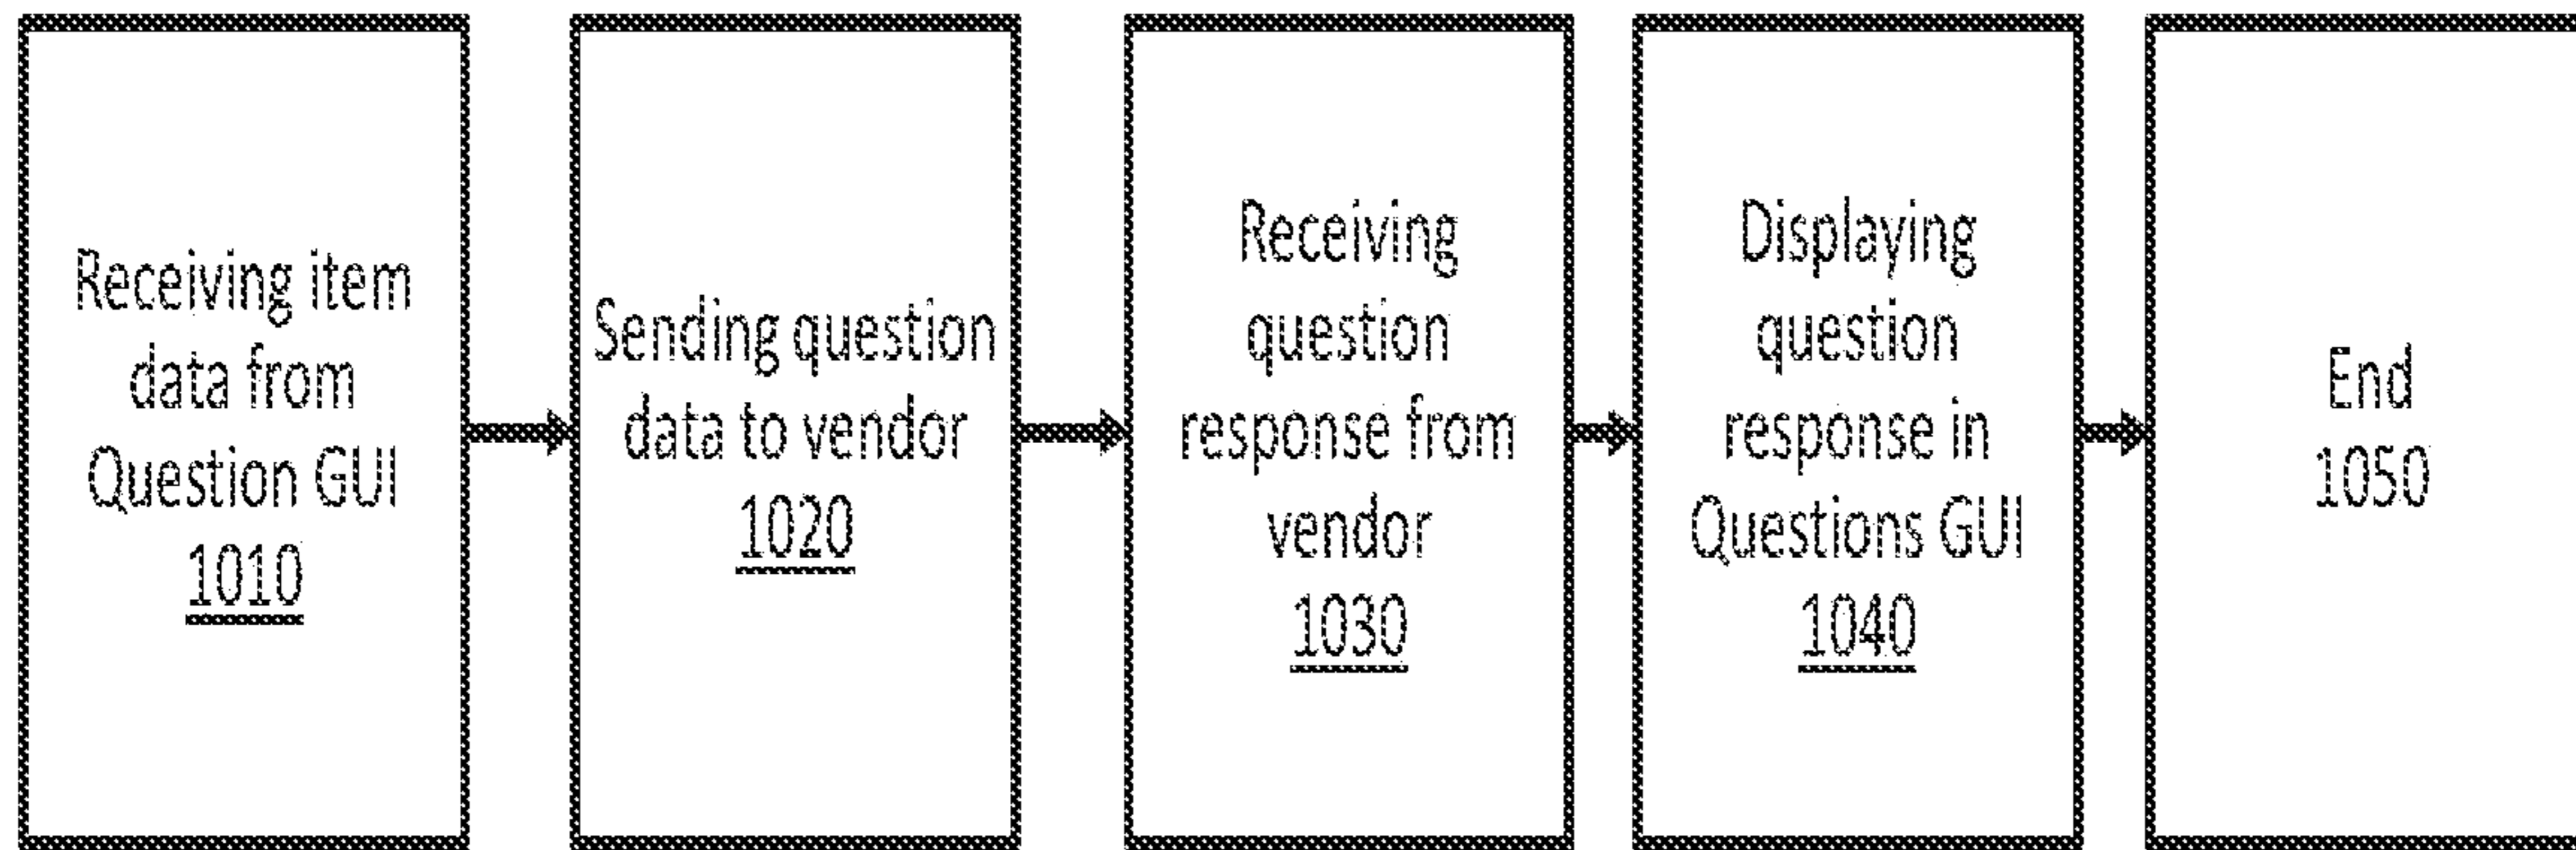 Receiving item
data from
Question GUI
1010
Sending question
data to vendor
1020
Receiving
question
response from
vendor
1030
Displaying
question
response in
Questions GUI
1040
End
1050